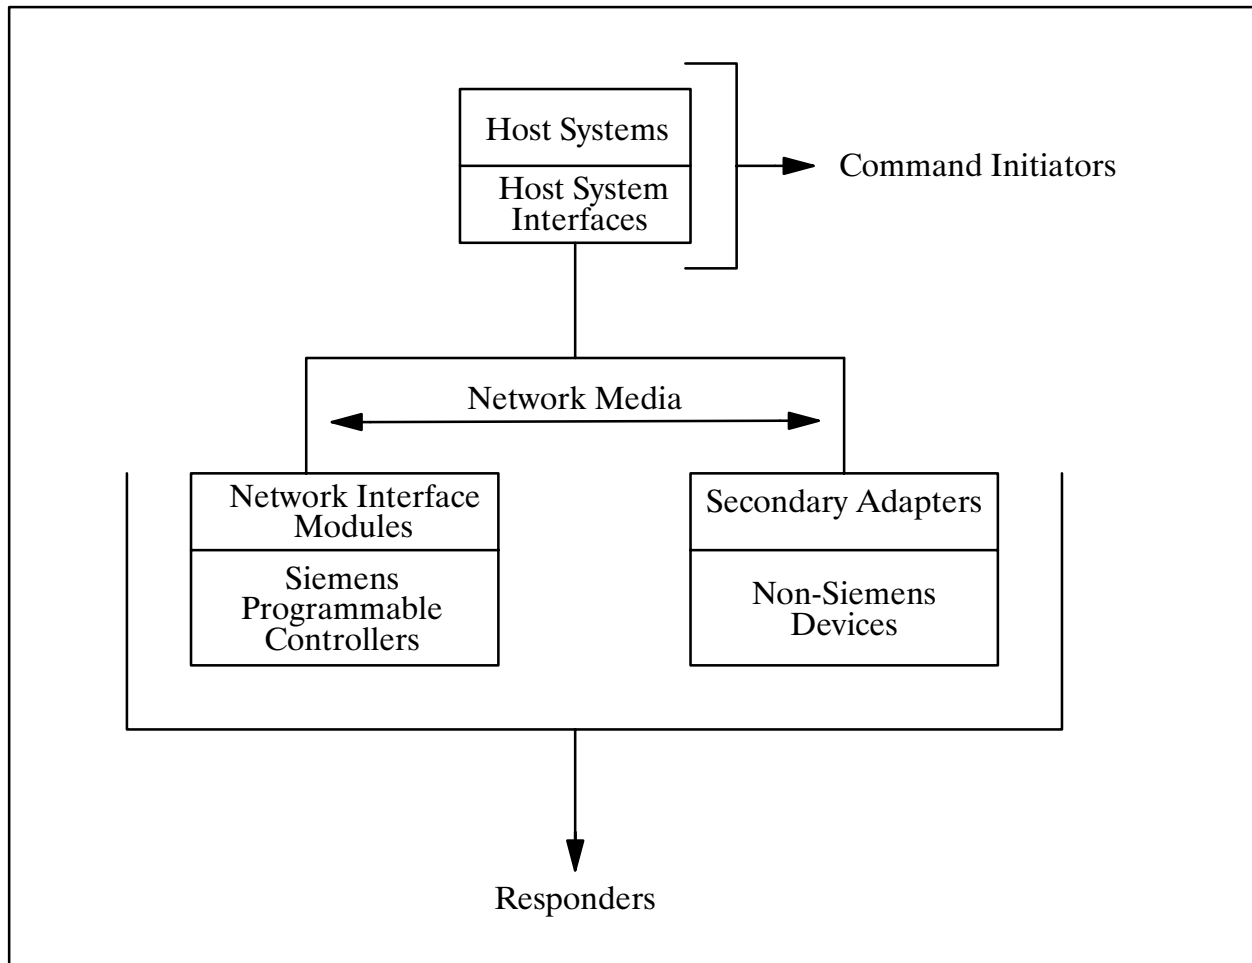 Host Systems
Host System
Interfaces
Command Initiators
Network Media
Network Interface
Modules
Siemens
Programmable
Controllers
Secondary Adapters
Non-Siemens
Devices
Responders